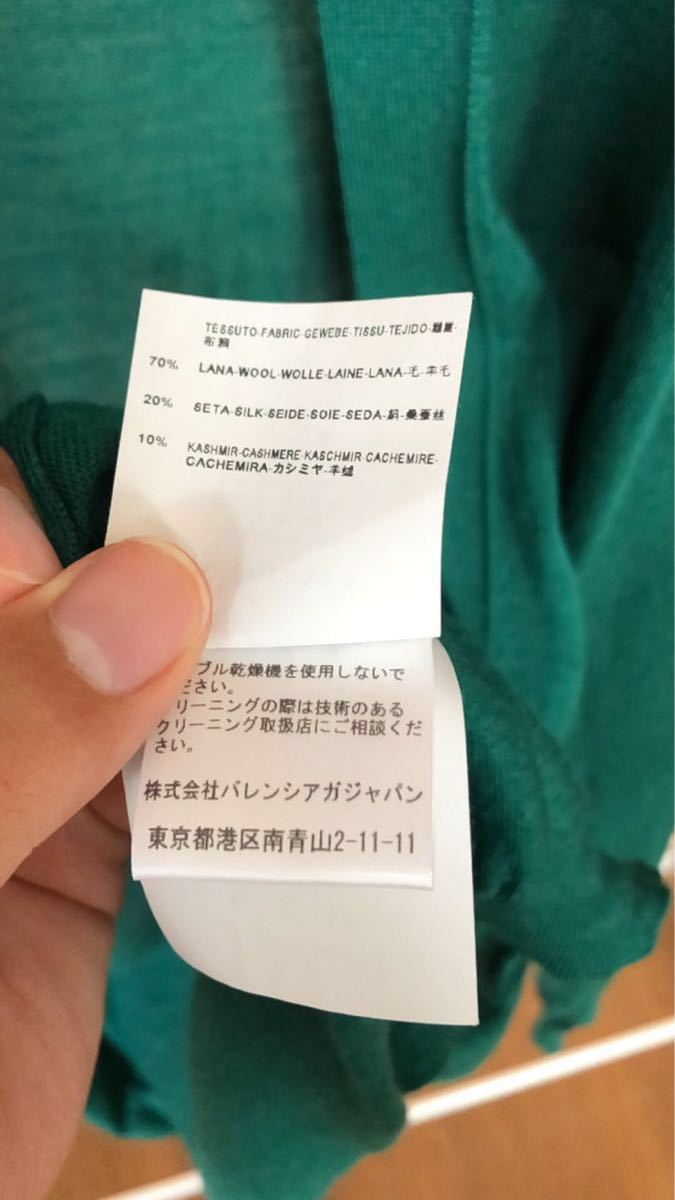 TESSUTO-FABRIC-GEWEBE-TISSU-TEJIDO-
布料
70% LANA-WOOL-WOLLE-LAINE-LANA-毛-羊毛
20% SETA-SILK-SEIDE-SOIE-SEDA-絹-桑蚕丝
10% KASHMIR-CASHMERE-KASCHMIR-CACHEMIRE-
CACHEMIRA-カシミヤ-羊绒
ブル乾燥機を使用しないで
ださい。
リーニングの際は技術のある
クリーニング取扱店にご相談くだ
さい。
株式会社バレンシアガジャパン
東京都港区南青山2-11-11